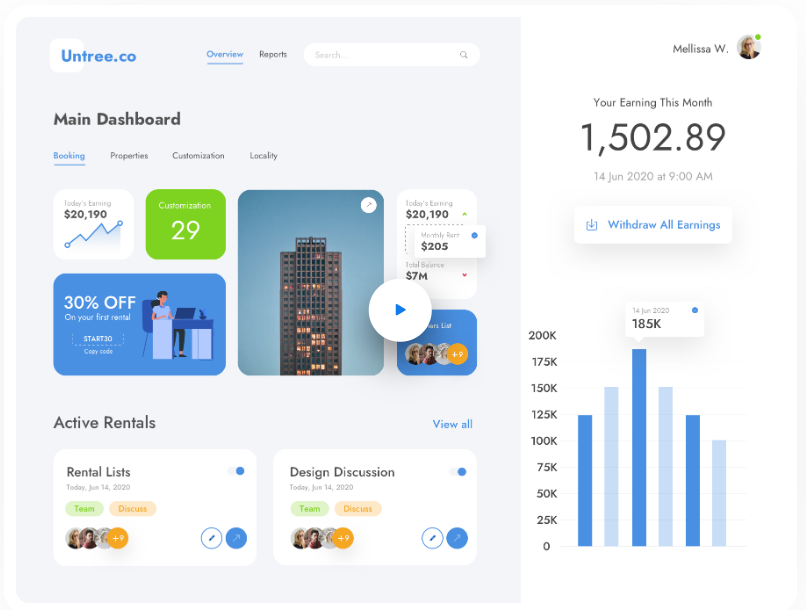 Untree.co
Overview
Reports
Search...
Mellissa W.
Main Dashboard
Booking
Properties
Customization
Locality
Today's Earning
$20,190
Customization
29
Today's Earning
$20,190
Monthly Rent
$205
Total Balance
$7M
30% OFF
On your first rental
START30
Copy code
List
+9
Active Rentals
View all
Rental Lists
Today, Jun 14, 2020
Team
Discuss
+9
Design Discussion
Today, Jun 14, 2020
Team
Discuss
+9
Your Earning This Month
1,502.89
14 Jun 2020 at 9:00 AM
Withdraw All Earnings
14 Jun 2020
185K
200K
175K
150K
125K
100K
75K
50K
25K
0